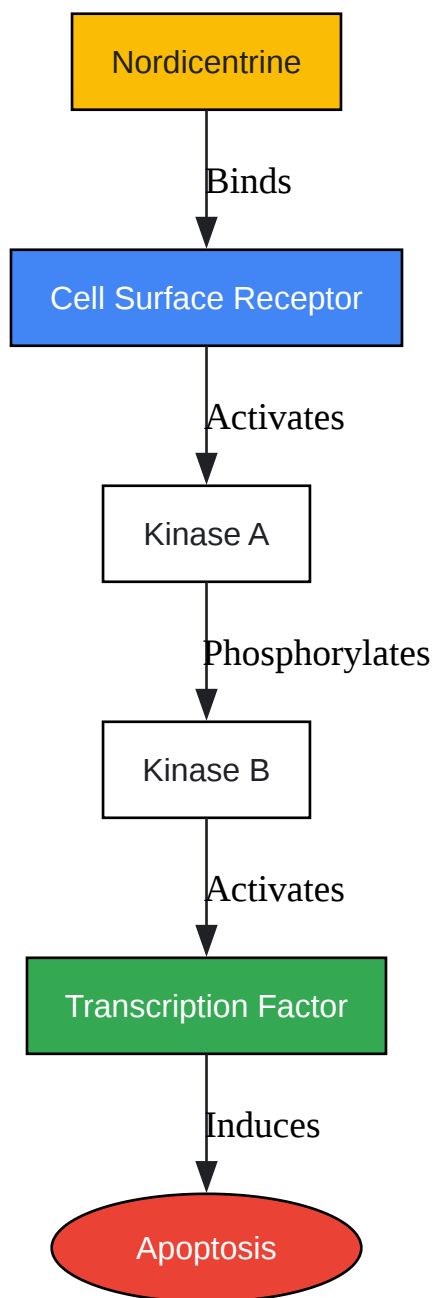 Nordicentrine
Binds
Cell Surface Receptor
Activates
Kinase A
Phosphorylates
Kinase B
Activates
Transcription Factor
Induces
Apoptosis